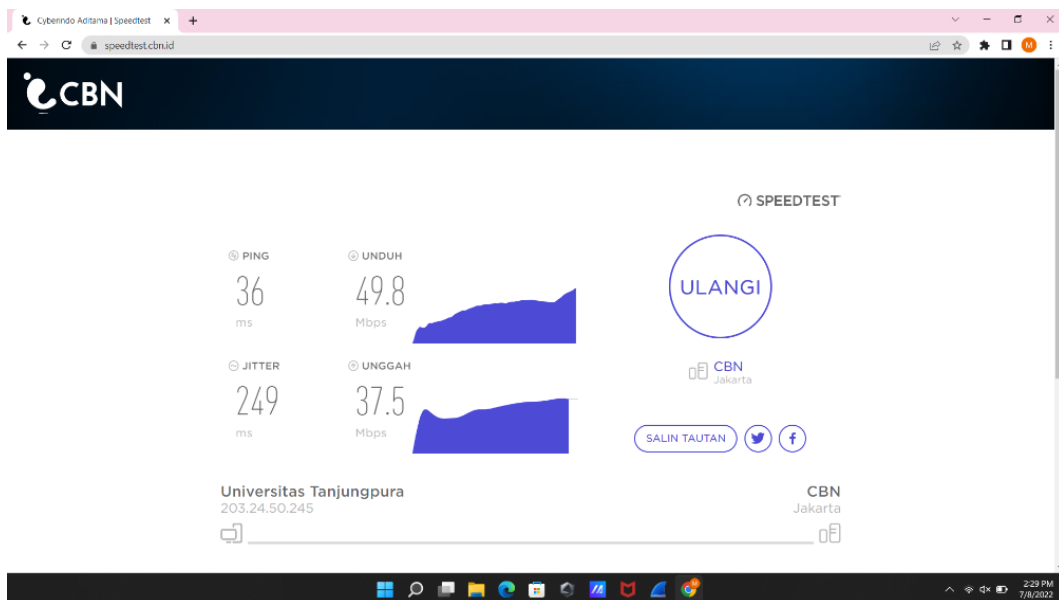 Cyberindo Aditama | Speedtest
speedtest.cbn.id
M
CBN
SPEEDTEST
PING
36
ms
UNDUH
49.8
Mbps
ULANGI
JITTER
249
ms
UNGGAH
37.5
Mbps
CBN
Jakarta
SALIN TAUTAN
Universitas Tanjungpura
203.24.50.245
CBN
Jakarta
2:29 PM
7/8/2022